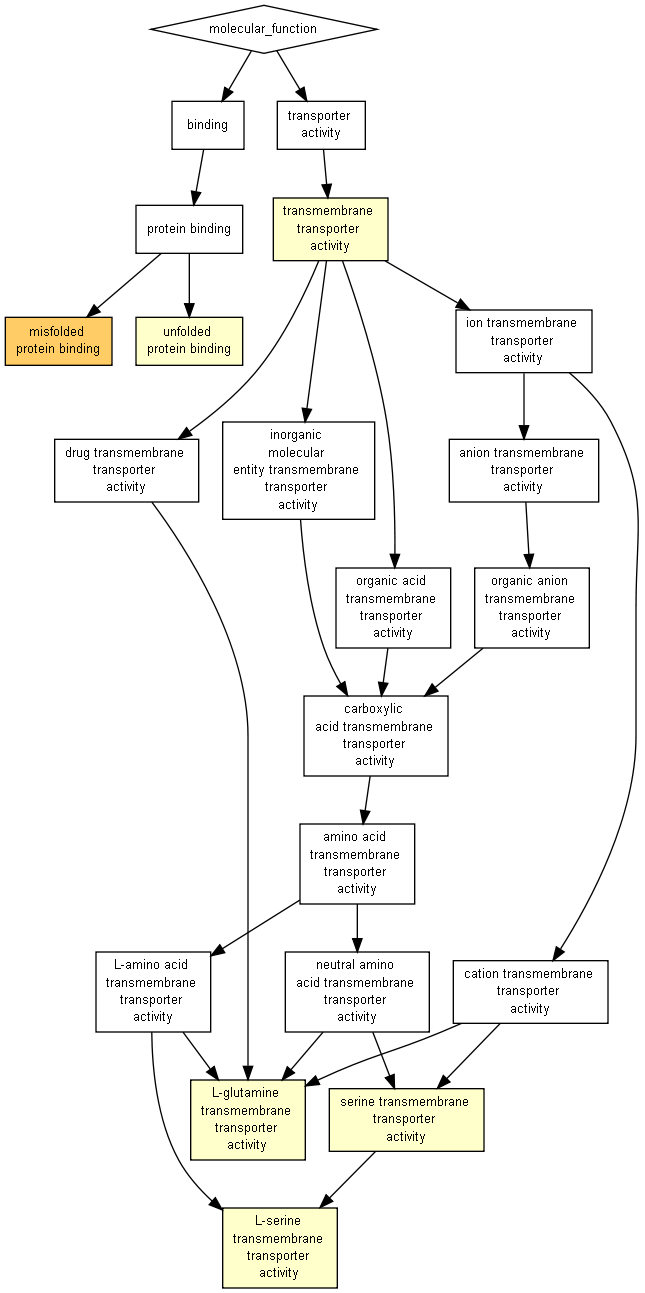 molecular_function
binding
transporter
activity
protein binding
transmembrane
transporter
activity
misfolded
protein binding
unfolded
protein binding
ion transmembrane
transporter
activity
drug transmembrane
transporter
activity
inorganic
molecular
entity transmembrane
transporter
activity
anion transmembrane
transporter
activity
organic acid
transmembrane
transporter
activity
organic anion
transmembrane
transporter
activity
carboxylic
acid transmembrane
transporter
activity
amino acid
transmembrane
transporter
activity
L-amino acid
transmembrane
transporter
activity
neutral amino
acid transmembrane
transporter
activity
cation transmembrane
transporter
activity
L-glutamine
transmembrane
transporter
activity
serine transmembrane
transporter
activity
L-serine
transmembrane
transporter
activity